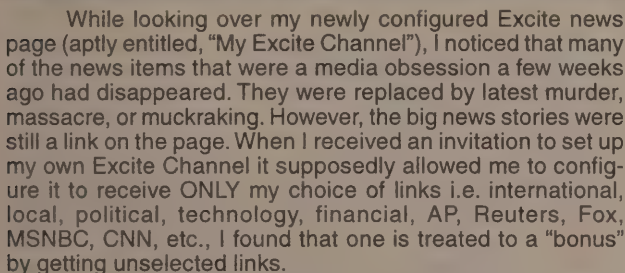 While looking over my newly configured Excite news
page (aptly entitled, “My Excite Channel”), I noticed that many
of the news items that were a media obsession a few weeks
ago had disappeared. They were replaced by latest murder,
massacre, or muckraking. However, the big news stories were
still a link on the page. When I received an invitation to set up
my own Excite Channel it supposedly allowed me to config-
ure it to receive ONLY my choice of links i.e. international,
local, political, technology, financial, AP, Reuters, Fox,
MSNBC, CNN, etc., I found that one is treated to a “bonus”
by getting unselected links.